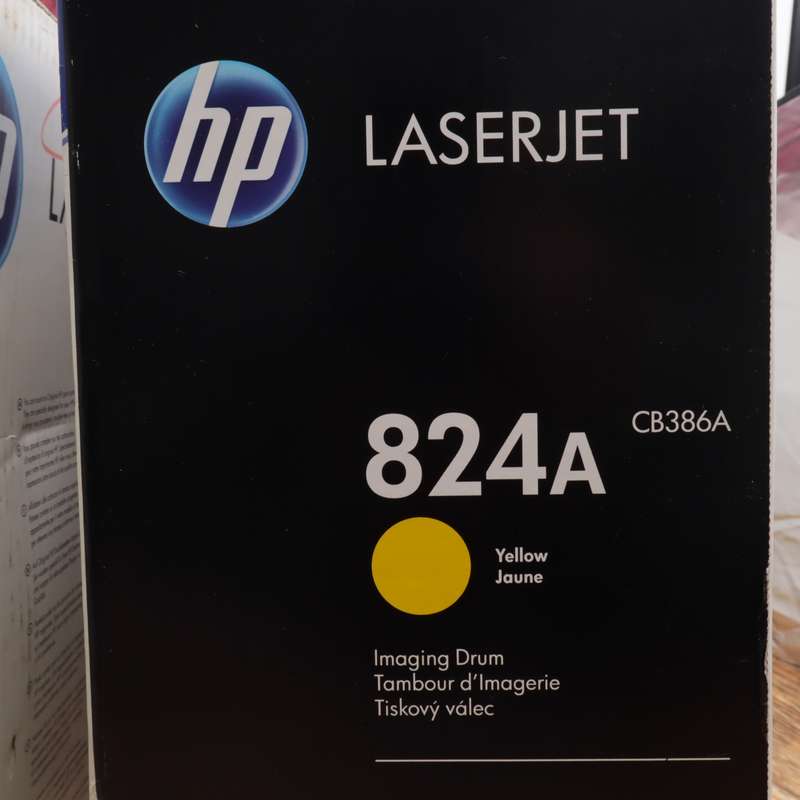 hp
LASERJET
824A
CB386A
Yellow
Jaune
Imaging Drum
Tambour d'Imagerie
Tiskový válec